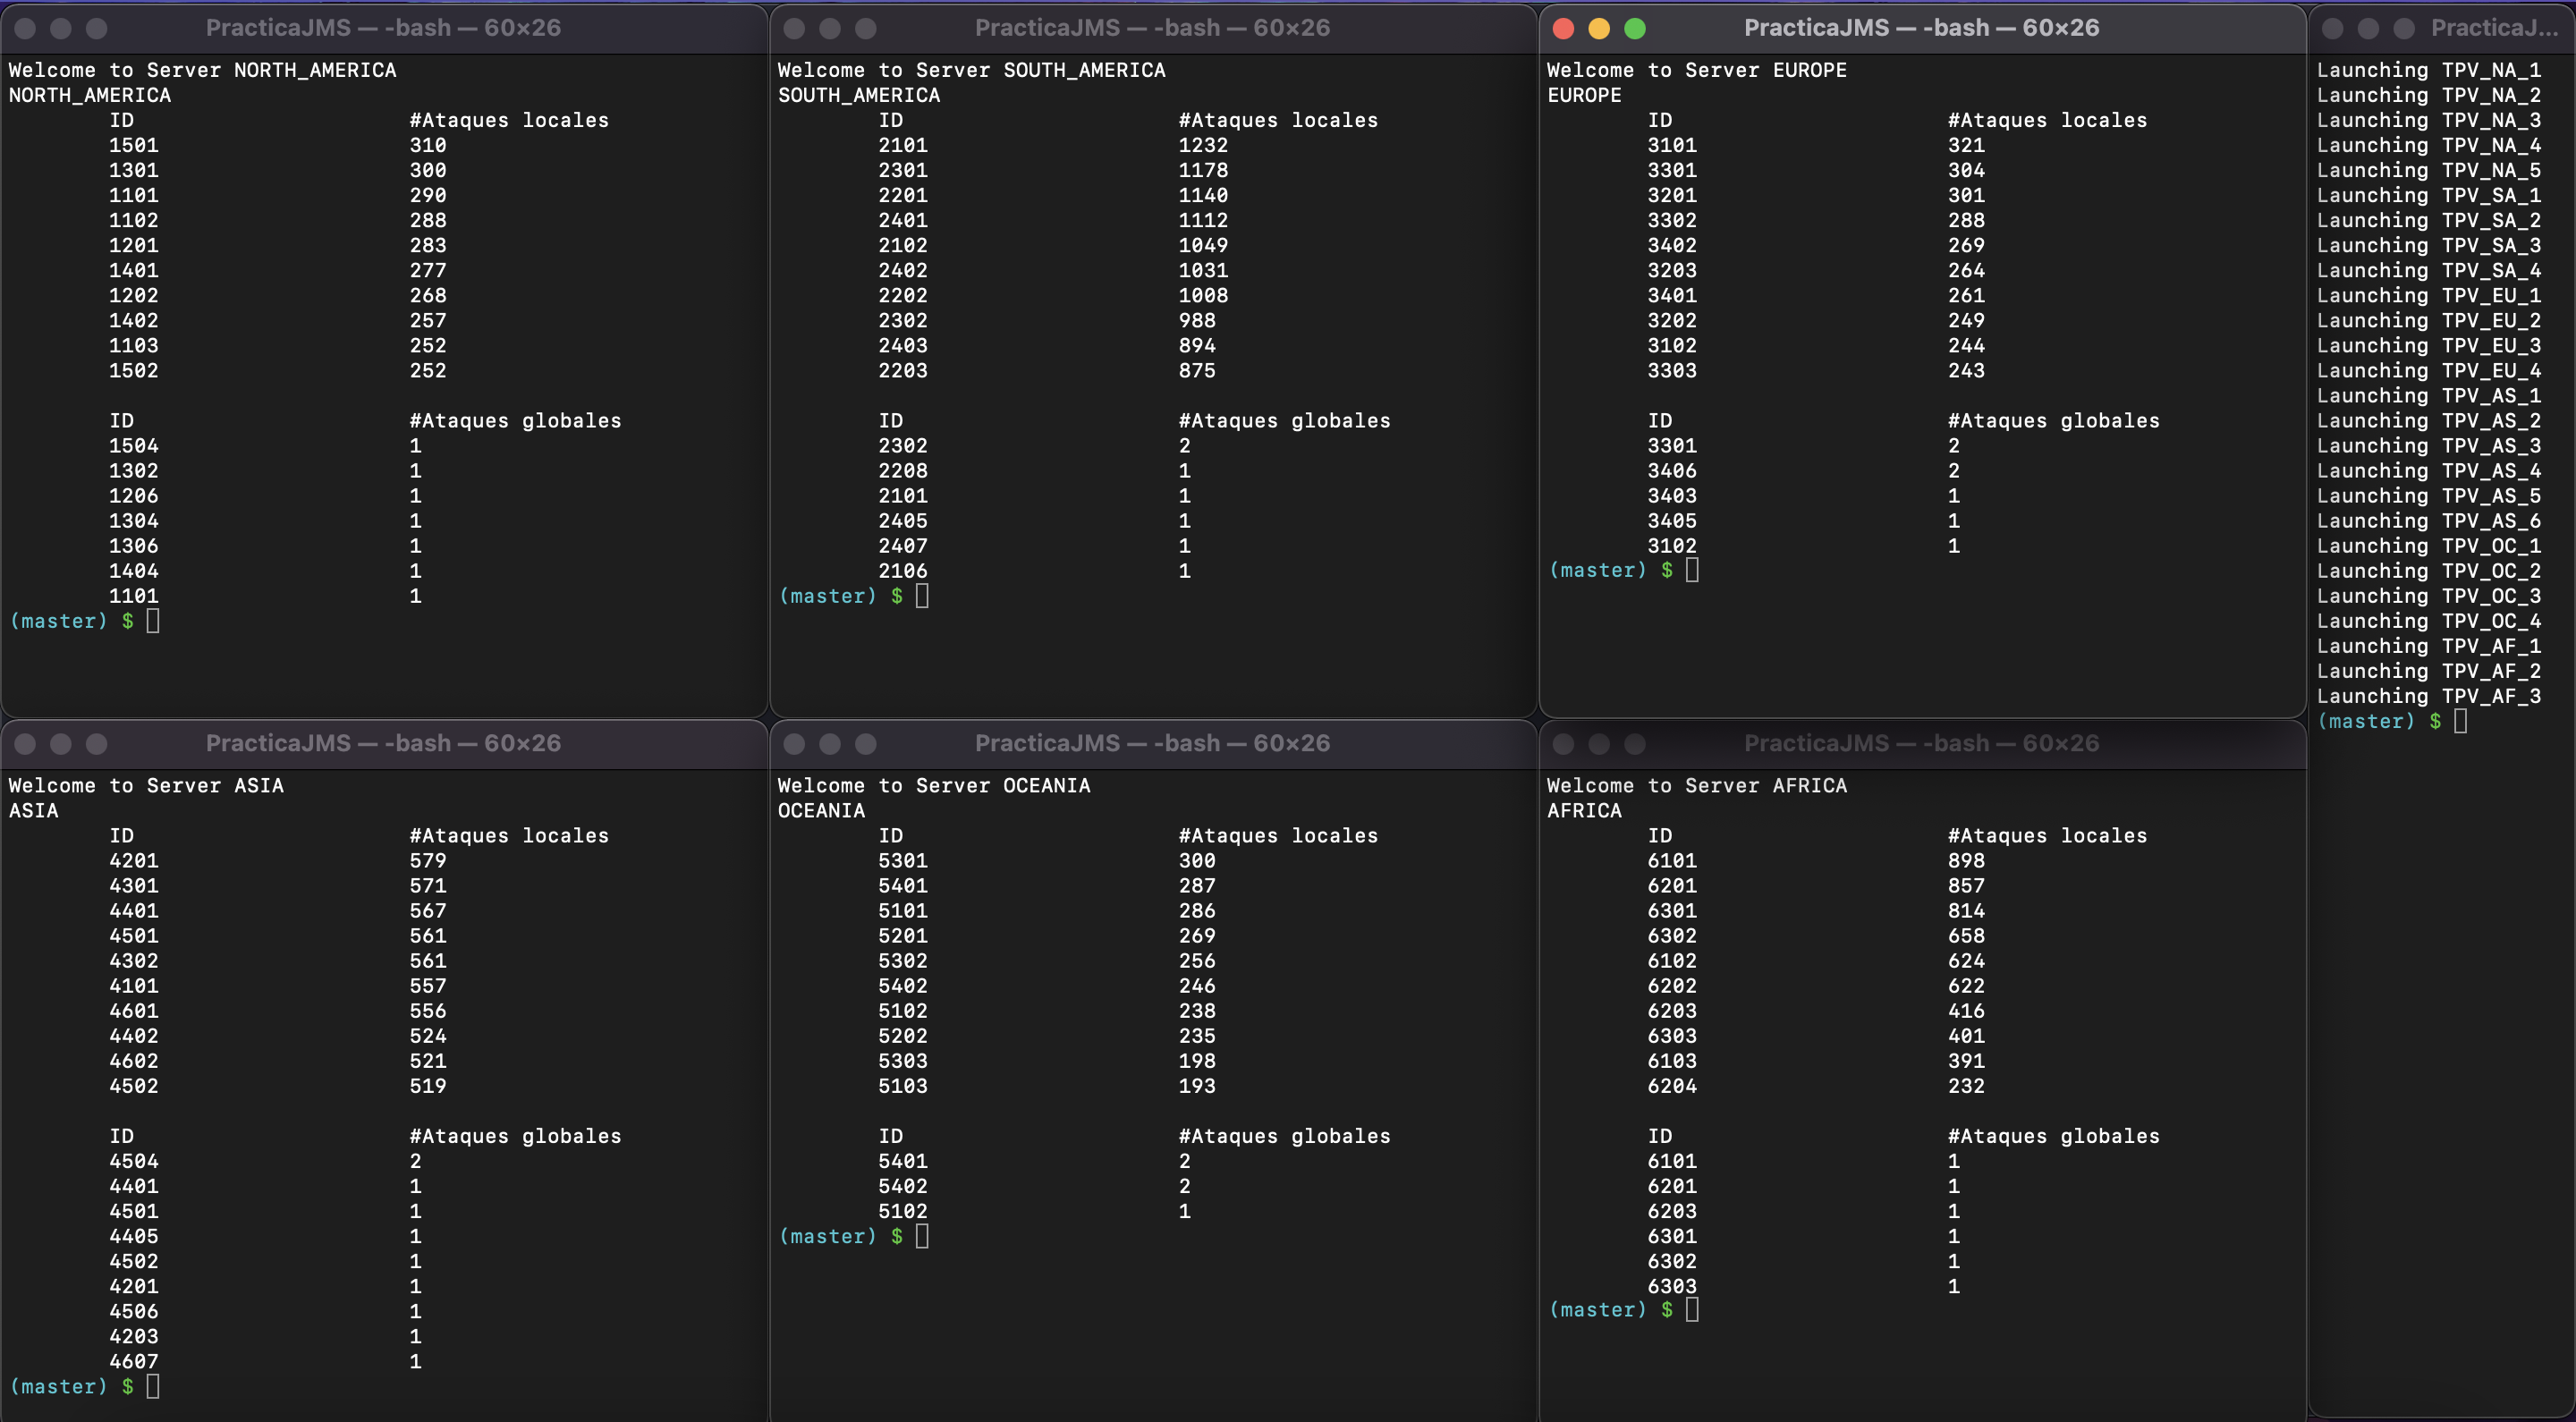 PracticaJMS — -bash — 60×26
Welcome to Server NORTH_AMERICA
NORTH_AMERICA
ID #Ataques locales
1501 310
1301 300
1101 290
1102 288
1201 283
1401 277
1202 268
1402 257
1103 252
1502 252
ID #Ataques globales
1504 1
1302 1
1206 1
1304 1
1306 1
1404 1
1101 1
(master) $
PracticaJMS — -bash — 60×26
Welcome to Server SOUTH_AMERICA
SOUTH_AMERICA
ID #Ataques locales
2101 1232
2301 1178
2201 1140
2401 1112
2102 1049
2402 1031
2202 1008
2302 988
2403 894
2203 875
ID #Ataques globales
2302 2
2208 1
2101 1
2405 1
2407 1
2106 1
(master) $
PracticaJMS — -bash — 60×26
Welcome to Server EUROPE
EUROPE
ID #Ataques locales
3101 321
3301 304
3201 301
3302 288
3402 269
3203 264
3401 261
3202 249
3102 244
3303 243
ID #Ataques globales
3301 2
3406 2
3403 1
3405 1
3102 1
(master) $
PracticaJ...
Launching TPV_NA_1
Launching TPV_NA_2
Launching TPV_NA_3
Launching TPV_NA_4
Launching TPV_NA_5
Launching TPV_SA_1
Launching TPV_SA_2
Launching TPV_SA_3
Launching TPV_SA_4
Launching TPV_EU_1
Launching TPV_EU_2
Launching TPV_EU_3
Launching TPV_EU_4
Launching TPV_AS_1
Launching TPV_AS_2
Launching TPV_AS_3
Launching TPV_AS_4
Launching TPV_AS_5
Launching TPV_AS_6
Launching TPV_OC_1
Launching TPV_OC_2
Launching TPV_OC_3
Launching TPV_OC_4
Launching TPV_AF_1
Launching TPV_AF_2
Launching TPV_AF_3
(master) $
PracticaJMS — -bash — 60×26
Welcome to Server ASIA
ASIA
ID #Ataques locales
4201 579
4301 571
4401 567
4501 561
4302 561
4101 557
4601 556
4402 524
4602 521
4502 519
ID #Ataques globales
4504 2
4401 1
4501 1
4405 1
4502 1
4201 1
4506 1
4203 1
4607 1
(master) $
PracticaJMS — -bash — 60×26
Welcome to Server OCEANIA
OCEANIA
ID #Ataques locales
5301 300
5401 287
5101 286
5201 269
5302 256
5402 246
5102 238
5202 235
5303 198
5103 193
ID #Ataques globales
5401 2
5402 2
5102 1
(master) $
PracticaJMS — -bash — 60×26
Welcome to Server AFRICA
AFRICA
ID #Ataques locales
6101 898
6201 857
6301 814
6302 658
6102 624
6202 622
6203 416
6303 401
6103 391
6204 232
ID #Ataques globales
6101 1
6201 1
6203 1
6301 1
6302 1
6303 1
(master) $